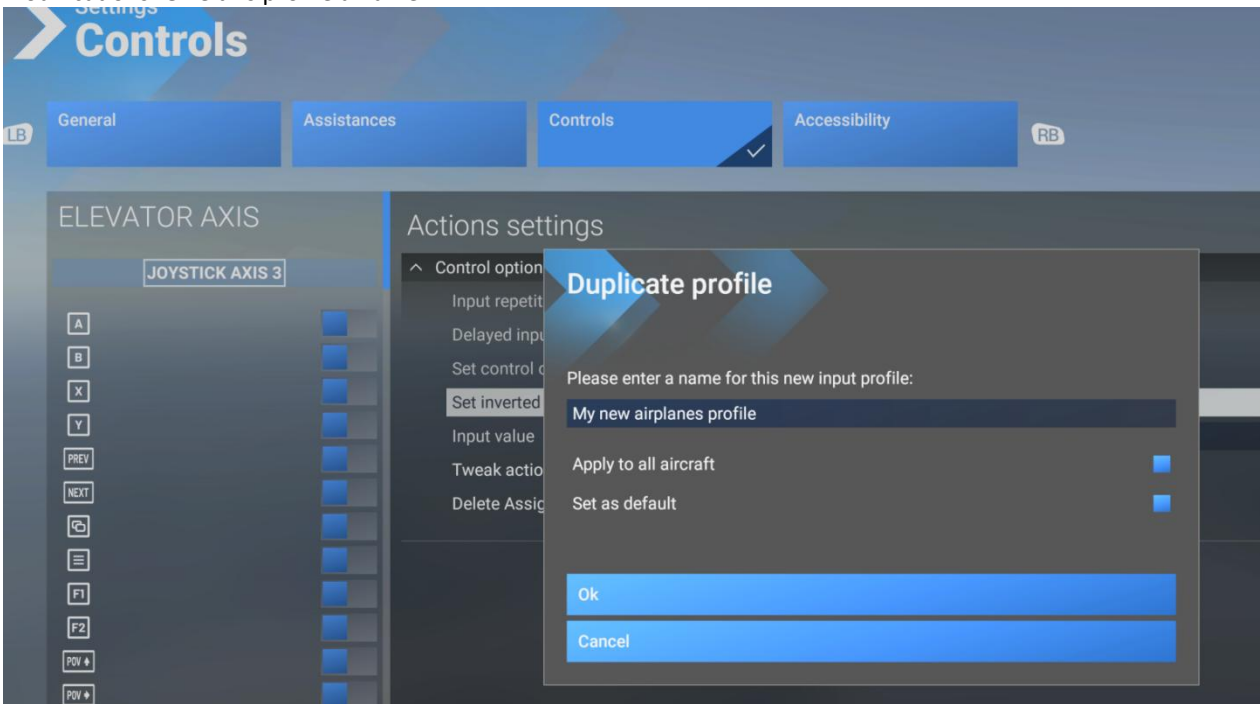 Settings
Controls
LB
General
Assistances
Controls
Accessibility
RB
ELEVATOR AXIS
JOYSTICK AXIS 3
A
B
X
Y
PREV
NEXT
F1
F2
POV
POV
Actions settings
Control option
Input repetit
Delayed inpu
Set control
Set inverted
Input value
Tweak actio
Delete Assig
Duplicate profile
Please enter a name for this new input profile:
My new airplanes profile
Apply to all aircraft
Set as default
Ok
Cancel